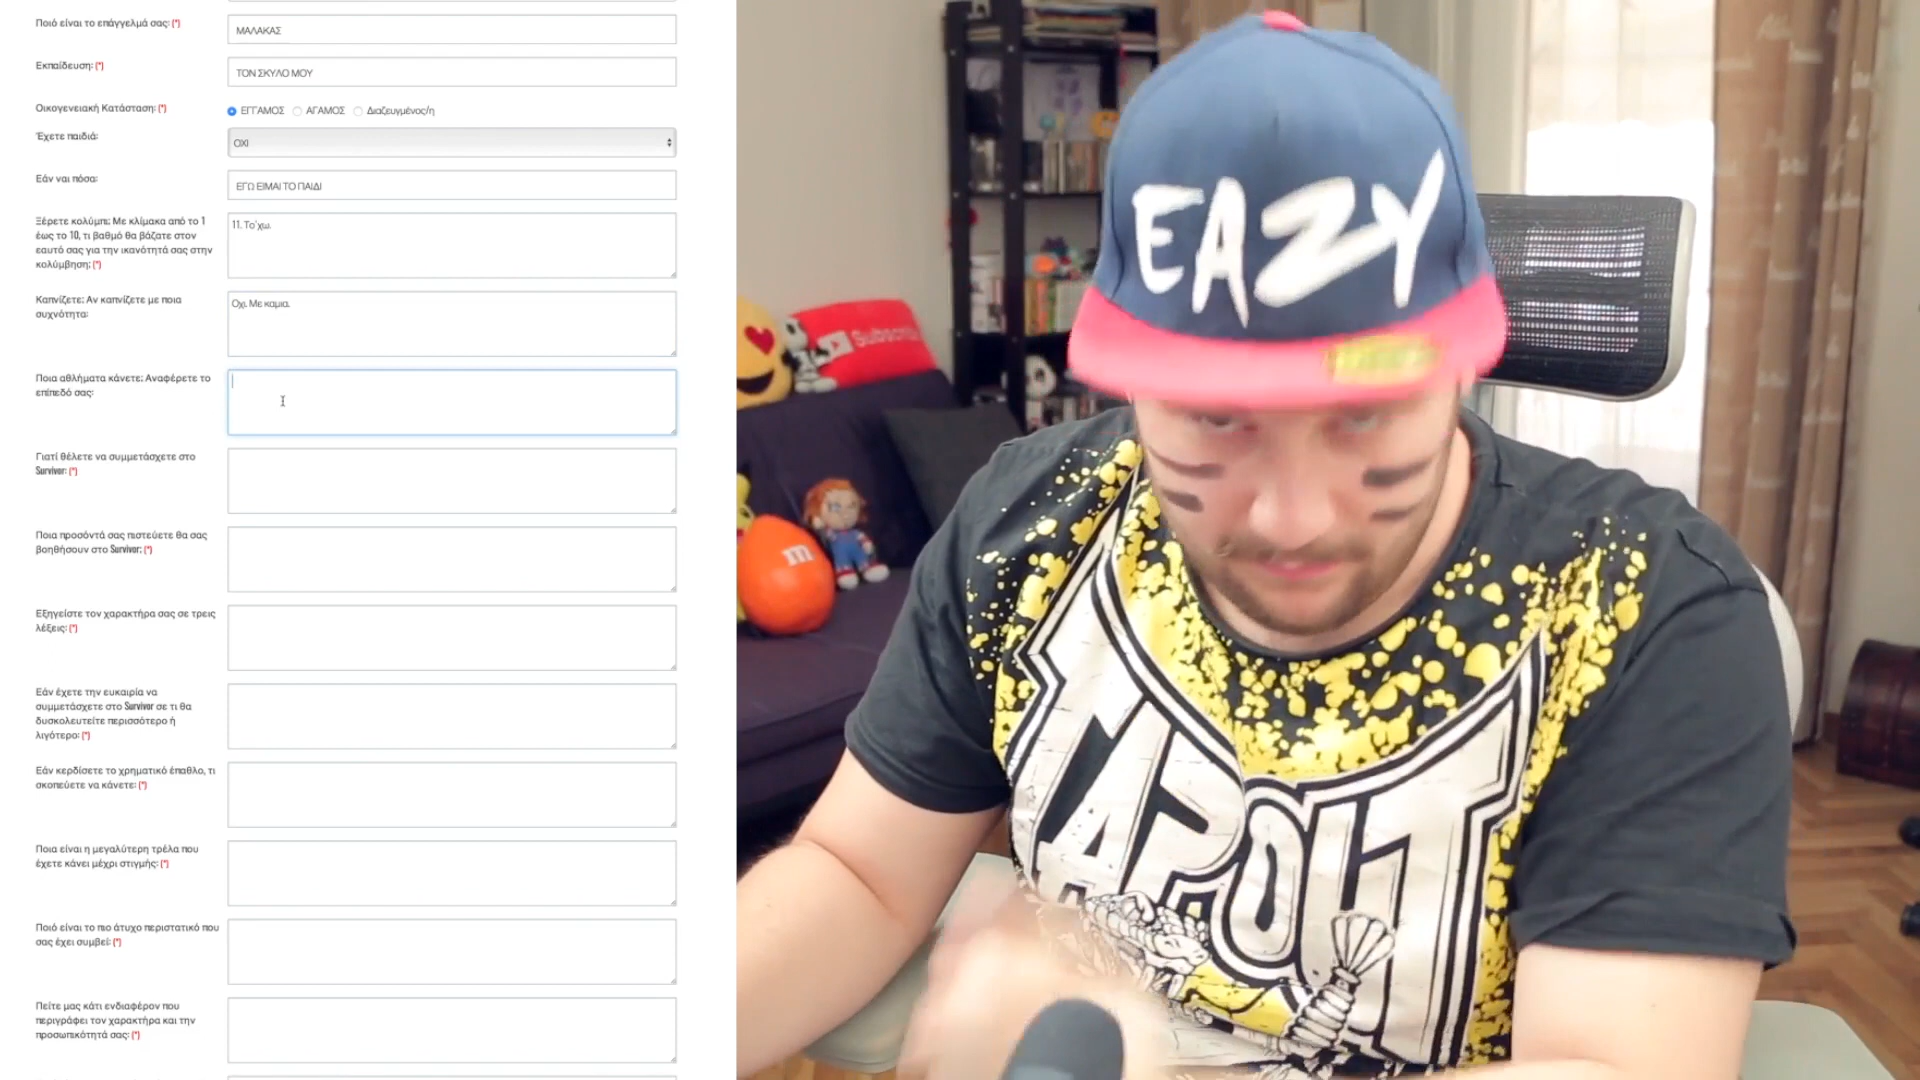 Ποιό είναι το επάγγελμά σας: (*)
ΜΑΛΑΚΑΣ
Εκπαίδευση: (*)
ΤΟΝ ΣΚΥΛΟ ΜΟΥ
Οικογενειακή Κατάσταση: (*)
ΕΓΓΑΜΟΣ ΑΓΑΜΟΣ Διαζευγμένος/η
Έχετε παιδιά:
ΟΧΙ
Εάν ναι πόσα:
ΕΓΩ ΕΙΜΑΙ ΤΟ ΠΑΙΔΙ
Ξέρετε κολύμπι; Με κλίμακα από το 1
έως το 10, τι βαθμό θα βάζατε στον
εαυτό σας για την ικανότητά σας στην
κολύμβηση; (*)
11. Το'χω.
Καπνίζετε; Αν καπνίζετε με ποια
συχνότητα:
Οχι. Με καμια.
Ποια αθλήματα κάνετε; Αναφέρετε το
επίπεδό σας:
Γιατί θέλετε να συμμετάσχετε στο
Survivor: (*)
Ποια προσόντά σας πιστεύετε θα σας
βοηθήσουν στο Survivor; (*)
Εξηγείστε τον χαρακτήρα σας σε τρεις
λέξεις: (*)
Εάν έχετε την ευκαιρία να
συμμετάσχετε στο Survivor σε τι θα
δυσκολευτείτε περισσότερο ή
λιγότερο: (*)
Εάν κερδίσετε το χρηματικό έπαθλο, τι
σκοπεύετε να κάνετε: (*)
Ποια είναι η μεγαλύτερη τρέλα που
έχετε κάνει μέχρι στιγμής: (*)
Ποιό είναι το πιο άτυχο περιστατικό που
σας έχει συμβεί: (*)
Πείτε μας κάτι ενδιαφέρον που
περιγράφει τον χαρακτήρα και την
προσωπικότητά σας: (*)
EAZY
Subscribe
m
TAPOUT